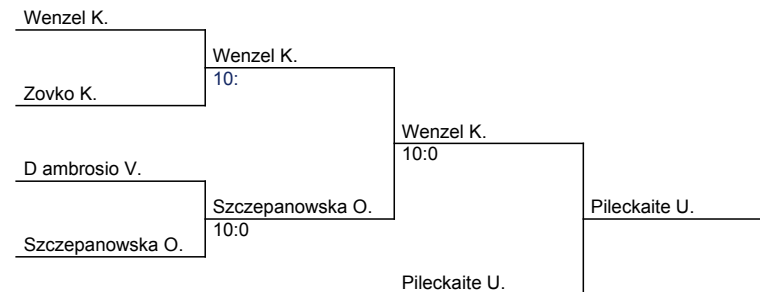 Wenzel K.
Wenzel K.
10:
Zovko K.
Wenzel K.
10:0
D ambrosio V.
Szczepanowska O.
10:0
Pileckaite U.
Szczepanowska O.
Pileckaite U.